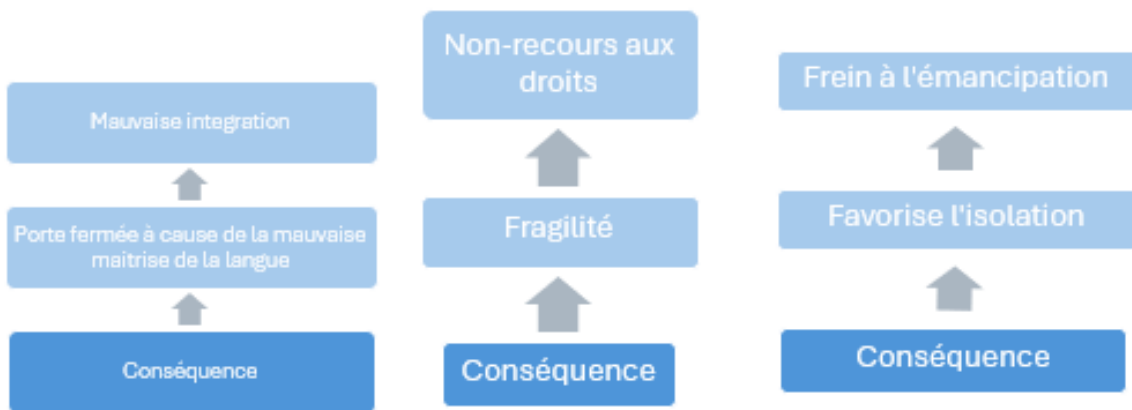 Mauvaise integration
Porte fermée à cause de la mauvaise
maitrise de la langue
Conséquence
Non-recours aux
droits
Fragilité
Conséquence
Frein à l'émancipation
Favorise l'isolation
Conséquence